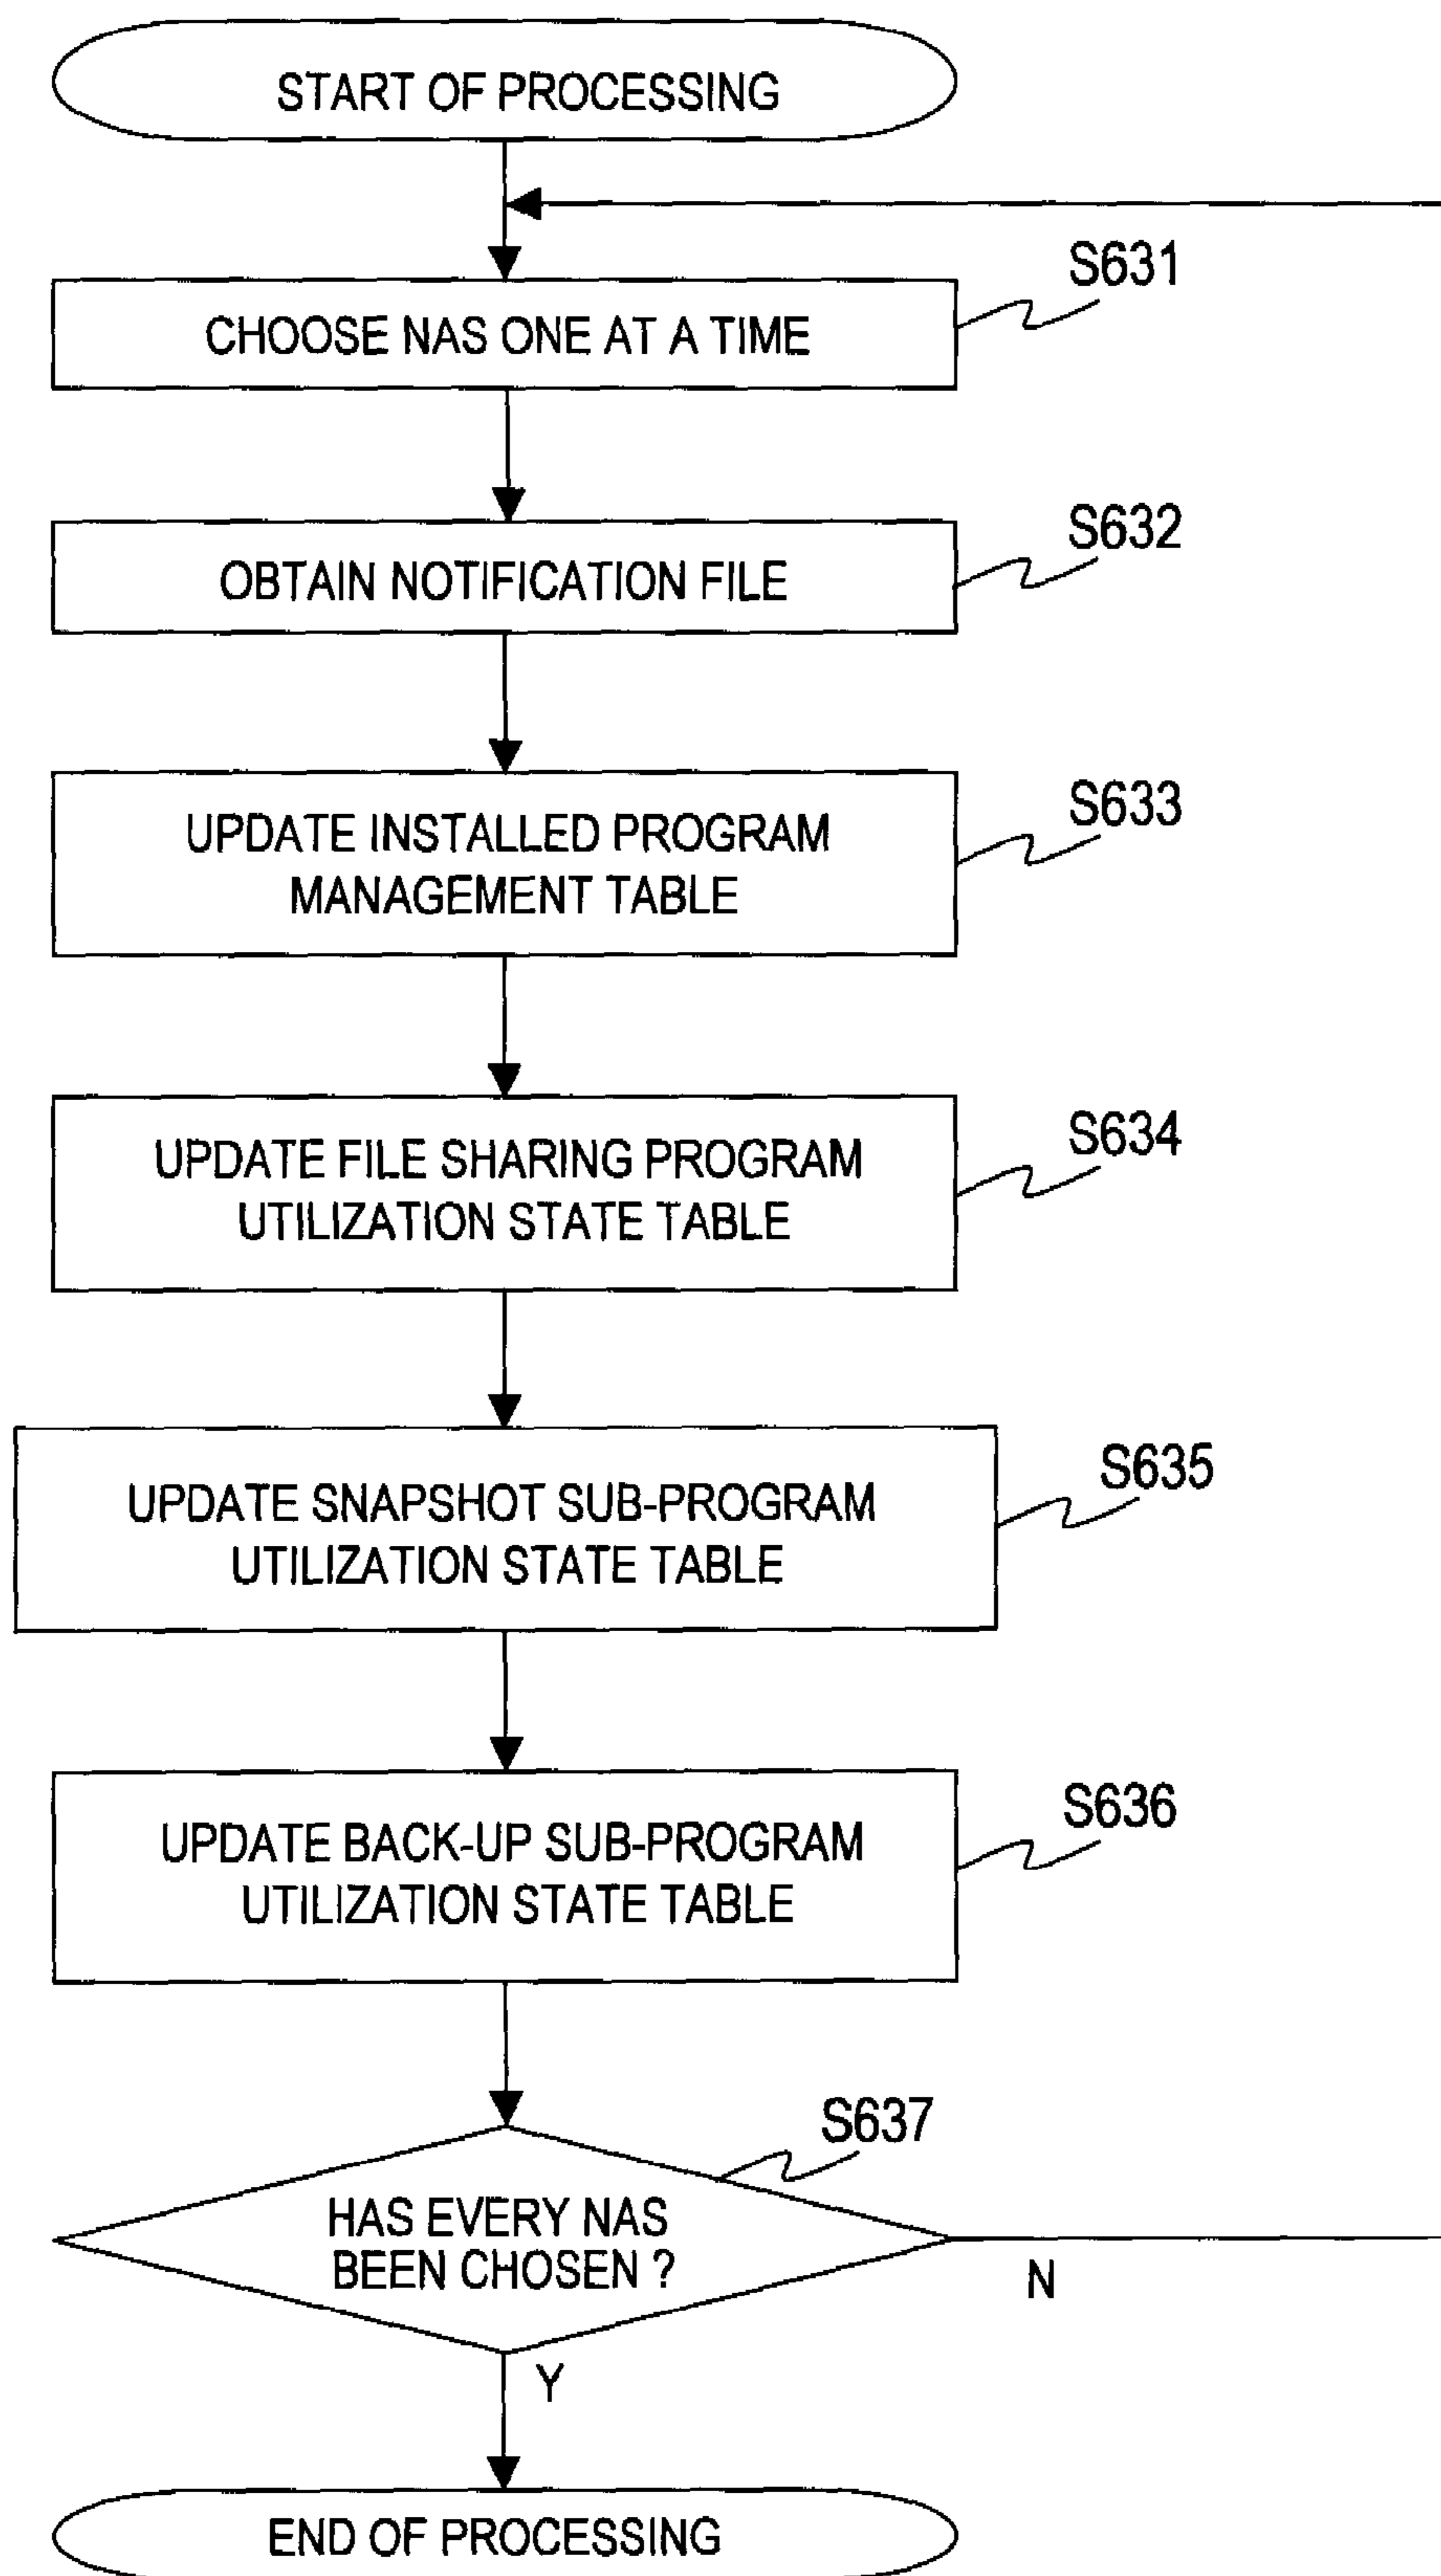 START OF PROCESSING
S631
CHOOSE NAS ONE AT A TIME
S632
OBTAIN NOTIFICATION FILE
S633
UPDATE INSTALLED PROGRAM
MANAGEMENT TABLE
S634
UPDATE FILE SHARING PROGRAM
UTILIZATION STATE TABLE
S635
UPDATE SNAPSHOT SUB-PROGRAM
UTILIZATION STATE TABLE
S636
UPDATE BACK-UP SUB-PROGRAM
UTILIZATION STATE TABLE
S637
HAS EVERY NAS
BEEN CHOSEN ?
N
Y
END OF PROCESSING